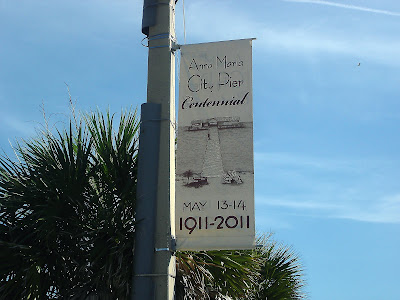 Anna Maria
City Pier
Centennial
MAY 13-14
1911-2011